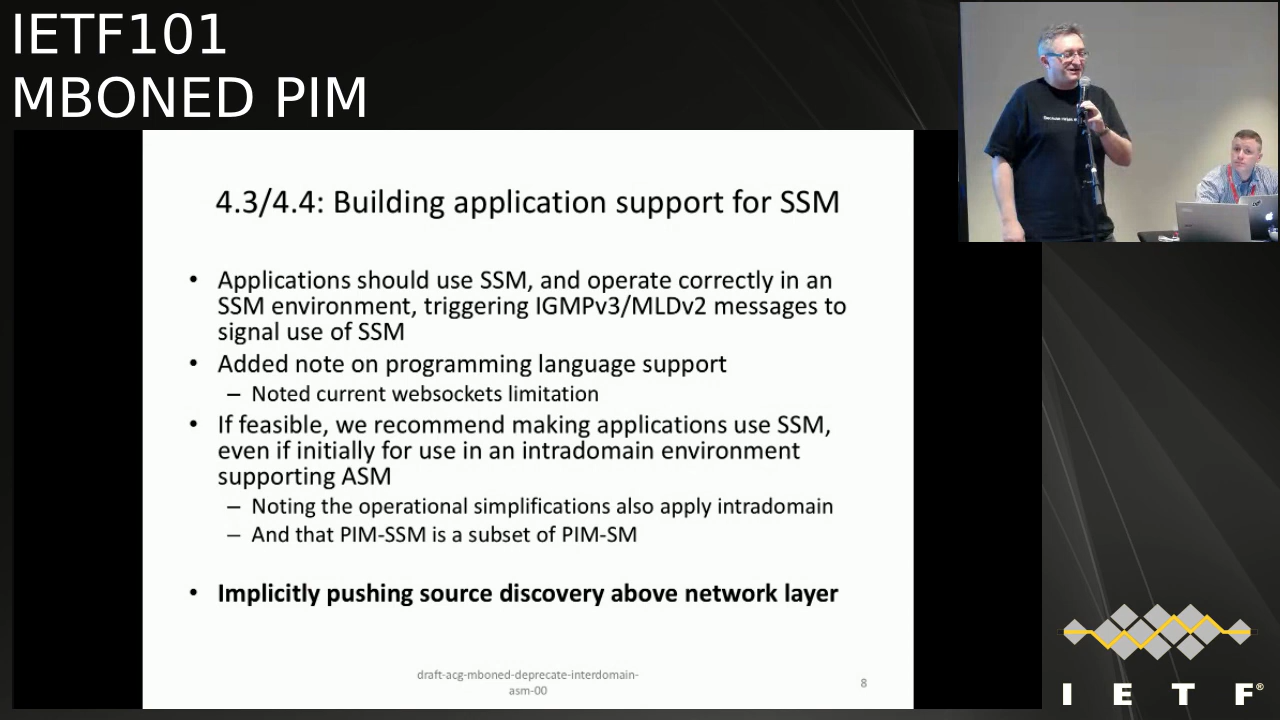 IETF101
MBONED PIM
4.3/4.4: Building application support for SSM
• Applications should use SSM, and operate correctly in an
SSM environment, triggering IGMPv3/MLDv2 messages to
signal use of SSM
• Added note on programming language support
– Noted current websockets limitation
• If feasible, we recommend making applications use SSM,
even if initially for use in an intradomain environment
supporting ASM
– Noting the operational simplifications also apply intradomain
– And that PIM-SSM is a subset of PIM-SM
• Implicitly pushing source discovery above network layer
draft-acg-mboned-deprecate-interdomain-
asm-00
8
I E T F®